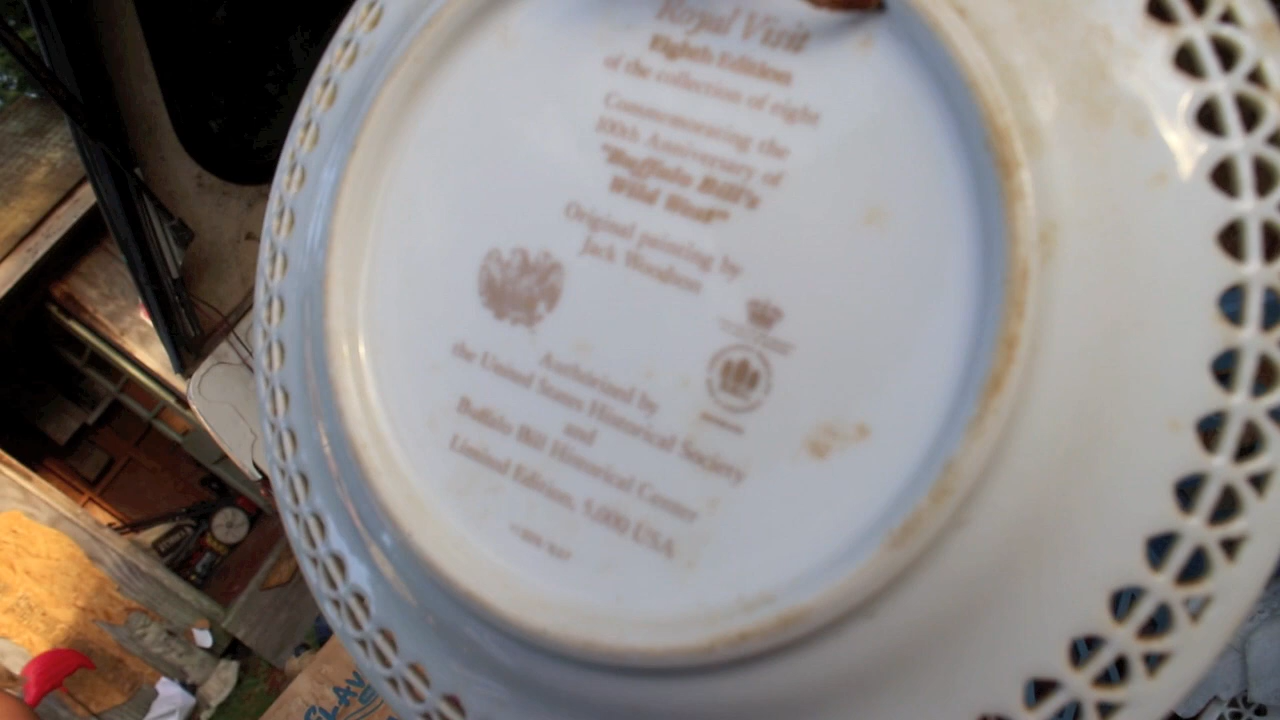 Royal Visit
Eighth Edition
of the collection of eight
Commemorating the
100th Anniversary of
"Buffalo Bill's
Wild West"
Original painting by
Jack
Authorized by
the United States Historical Society
and
Buffalo Bill Historical Center
Limited Edition, 5,000 USA